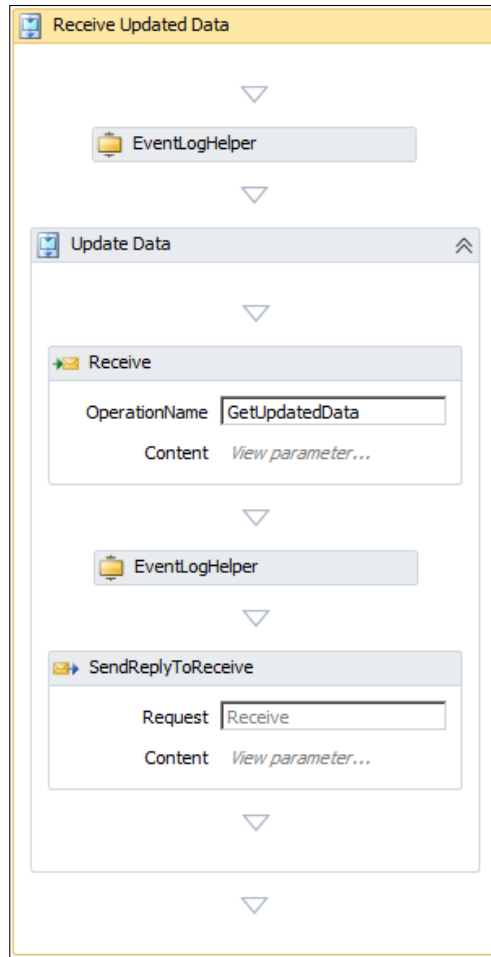 Receive Updated Data
EventLogHelper
Update Data
Receive
OperationName GetUpdatedData
Content View parameter...
EventLogHelper
SendReplyToReceive
Request Receive
Content View parameter...